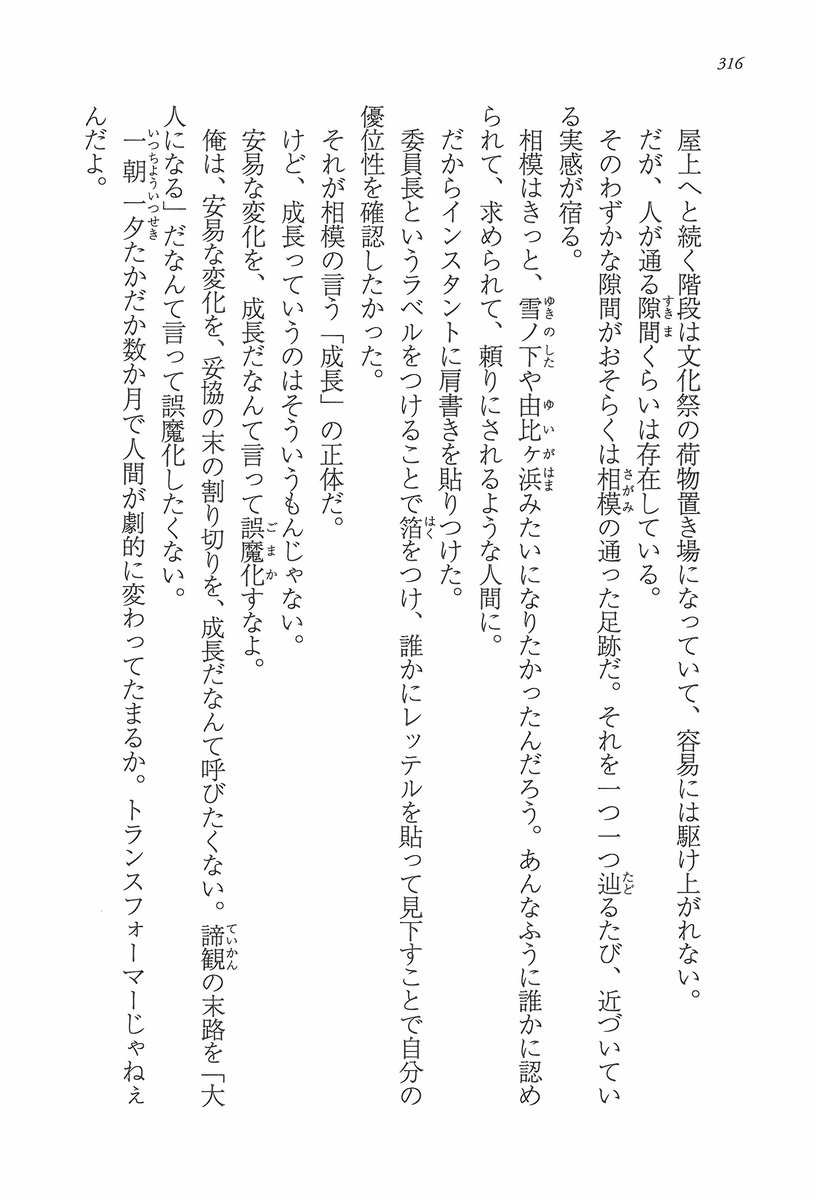 316
屋上へと続く階段は文化祭の荷物置き場になっていて、容易には駆け上がれない。
だが、人が通る隙間くらいは存在している。
そのわずかな隙間がおそらくは相模の通った足跡だ。それを一つ一つ辿るたび、近づいてい
る実感が宿る。
相模はきっと、雪ノ下や由比ヶ浜みたいになりたかったんだろう。あんなふうに誰かに認め
られて、求められて、頼りにされるような人間に。
だからインスタントに肩書きを貼りつけた。
委員長というラベルをつけることで箔をつけ、誰かにレッテルを貼って見下すことで自分の
優位性を確認したかった。
それが相模の言う「成長」の正体だ。
けど、成長っていうのはそういうもんじゃない。
安易な変化を、成長だなんて言って誤魔化すなよ。
俺は、安易な変化を、妥協の末の割り切りを、成長だなんて呼びたくない。諦観の末路を「大
人になる」だなんて言って誤魔化したくない。
一朝一夕たかだか数か月で人間が劇的に変わってたまるか。トランスフォーマーじゃねぇ
んだよ。